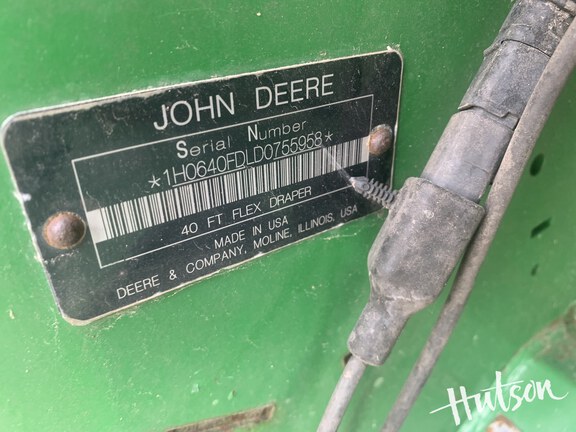 JOHN DEERE
Serial Number
*1H0640FDLD0755958*
40 FT FLEX DRAPER
MADE IN USA
DEERE & COMPANY, MOLINE, ILLINOIS, USA
Hutson